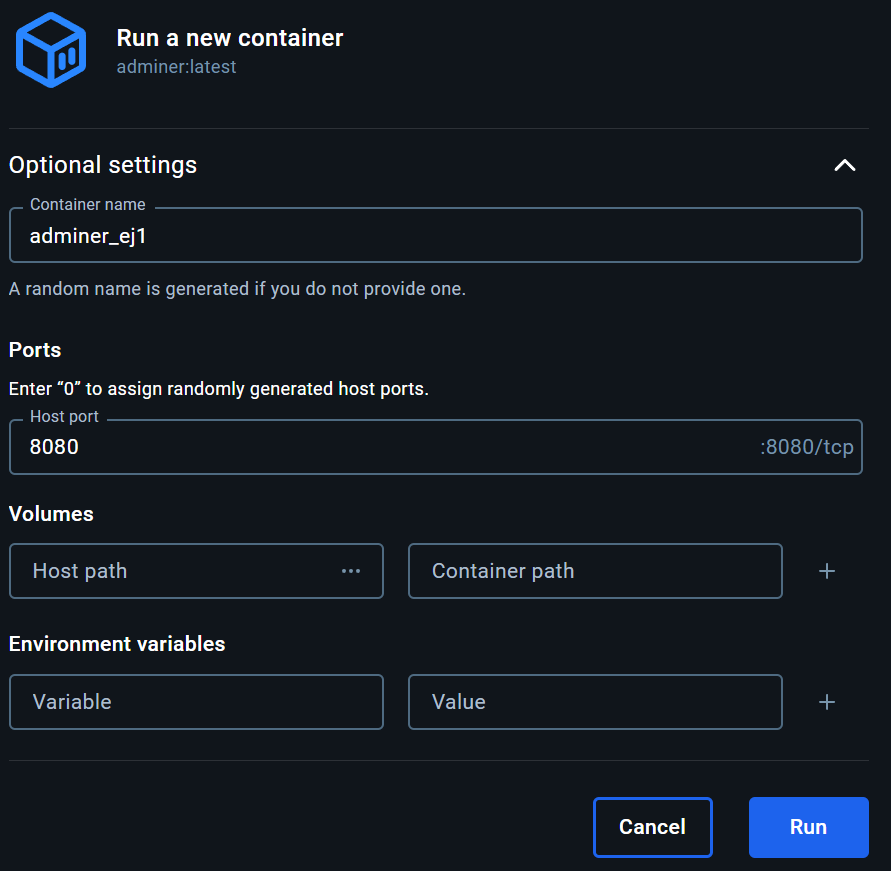 Run a new container
adminer:latest
Optional settings
Container name
adminer_ej1
A random name is generated if you do not provide one.
Ports
Enter “0” to assign randomly generated host ports.
Host port
8080 :8080/tcp
Volumes
Host path ··· Container path +
Environment variables
Variable Value +
Cancel Run